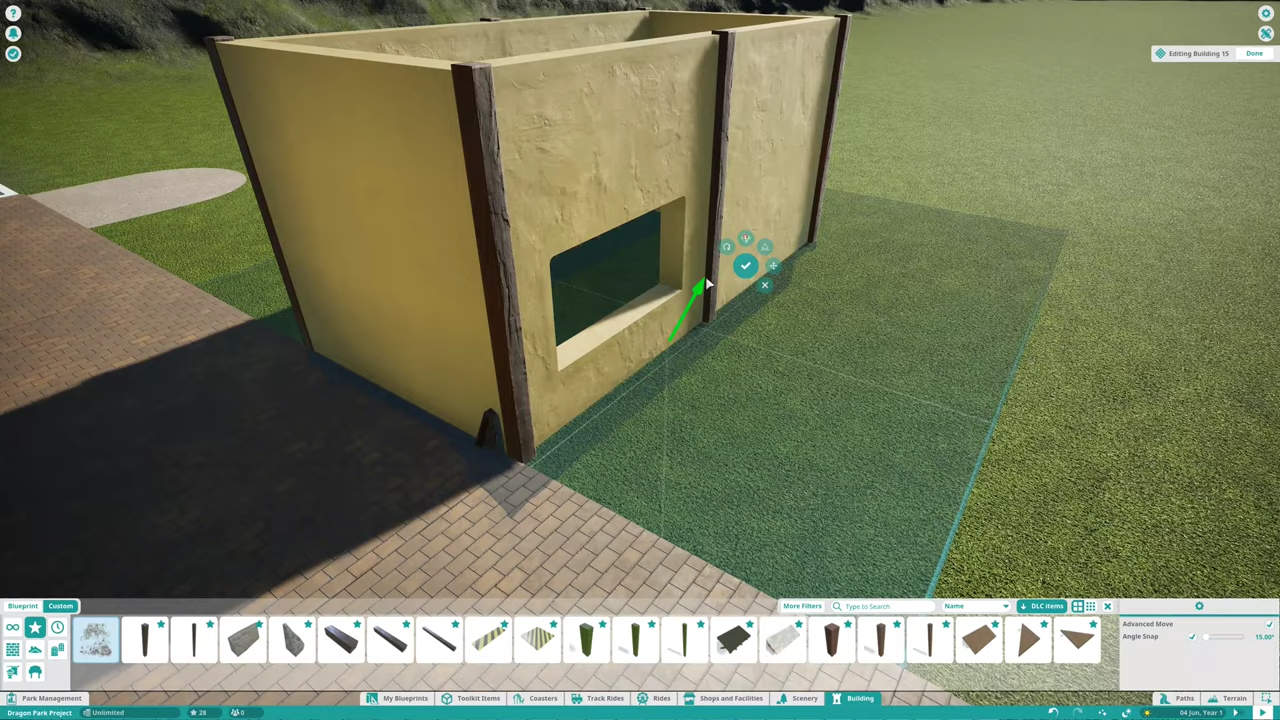 ?
Editing Building 15 Done
Blueprint Custom
More Filters Type to Search Name DLC items
Advanced Move
Angle Snap 15.00°
Park Management My Blueprints Toolkit Items Coasters Track Rides Rides Shops and Facilities Scenery Building Paths Terrain
Dragon Park Project Unlimited 28 0 04 Jun, Year 1